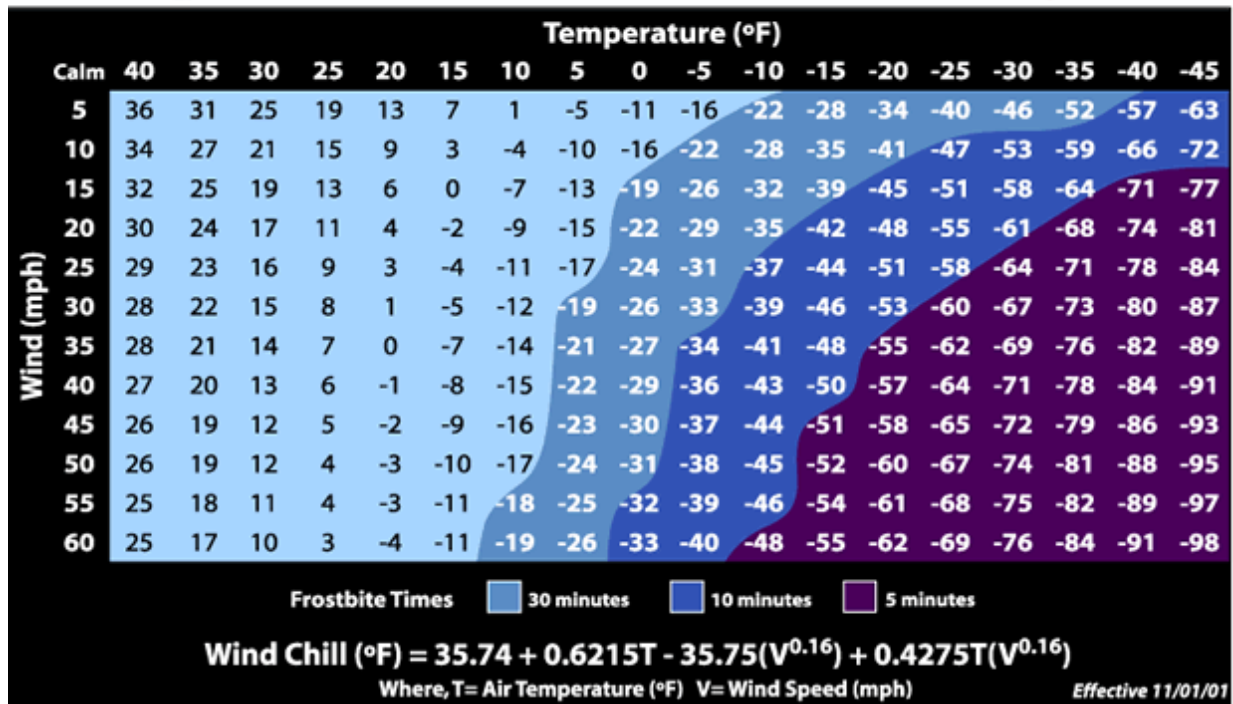 Temperature (ºF)
Calm 40 35 30 25 20 15 10 5 0 -5 -10 -15 -20 -25 -30 -35 -40 -45
5 36 31 25 19 13 7 1 -5 -11 -16 -22 -28 -34 -40 -46 -52 -57 -63
10 34 27 21 15 9 3 -4 -10 -16 -22 -28 -35 -41 -47 -53 -59 -66 -72
15 32 25 19 13 6 0 -7 -13 -19 -26 -32 -39 -45 -51 -58 -64 -71 -77
20 30 24 17 11 4 -2 -9 -15 -22 -29 -35 -42 -48 -55 -61 -68 -74 -81
25 29 23 16 9 3 -4 -11 -17 -24 -31 -37 -44 -51 -58 -64 -71 -78 -84
30 28 22 15 8 1 -5 -12 -19 -26 -33 -39 -46 -53 -60 -67 -73 -80 -87
35 28 21 14 7 0 -7 -14 -21 -27 -34 -41 -48 -55 -62 -69 -76 -82 -89
40 27 20 13 6 -1 -8 -15 -22 -29 -36 -43 -50 -57 -64 -71 -78 -84 -91
45 26 19 12 5 -2 -9 -16 -23 -30 -37 -44 -51 -58 -65 -72 -79 -86 -93
50 26 19 12 4 -3 -10 -17 -24 -31 -38 -45 -52 -60 -67 -74 -81 -88 -95
55 25 18 11 4 -3 -11 -18 -25 -32 -39 -46 -54 -61 -68 -75 -82 -89 -97
60 25 17 10 3 -4 -11 -19 -26 -33 -40 -48 -55 -62 -69 -76 -84 -91 -98
Wind (mph)
Frostbite Times 30 minutes 10 minutes 5 minutes
Wind Chill (ºF) = 35.74 + 0.6215T - 35.75(V^0.16) + 0.4275T(V^0.16)
Where, T= Air Temperature (ºF) V= Wind Speed (mph) Effective 11/01/01